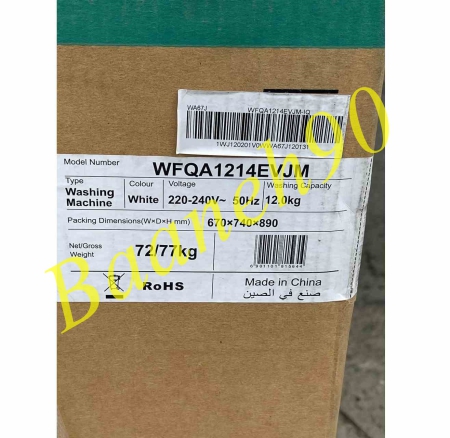 WA67J
WFQA1214EVJM-IQ
Model Number WFQA1214EVJM
Type Colour Voltage Washing Capacity
Washing Machine White 220-240V~ 50Hz 12.0kg
Packing Dimensions(W×D×H mm) 670×740×890
Net/Gross Weight 72/77kg
RoHS
Made in China
صنع في الصين
Baaneh90